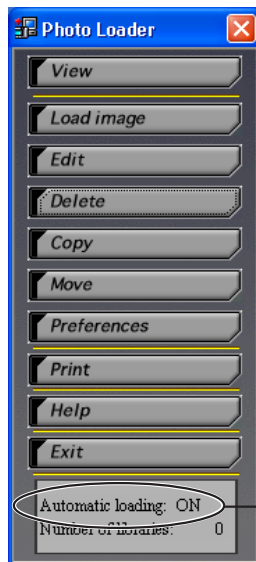 Photo Loader
View
Load image
Edit
Delete
Copy
Move
Preferences
Print
Help
Exit
Automatic loading: ON
Number of libraries: 0